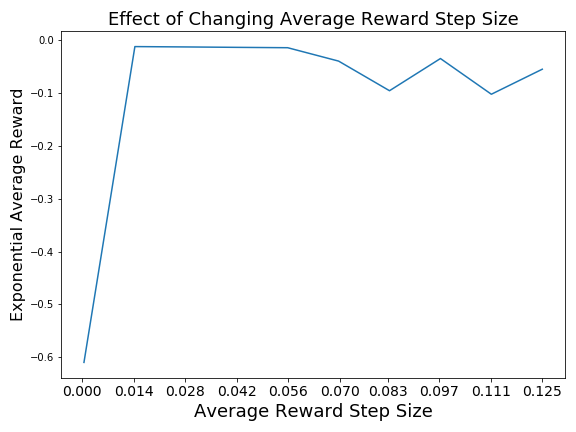 Effect of Changing Average Reward Step Size
Exponential Average Reward
0.0
−0.1
−0.2
−0.3
−0.4
−0.5
−0.6
0.000 0.014 0.028 0.042 0.056 0.070 0.083 0.097 0.111 0.125
Average Reward Step Size